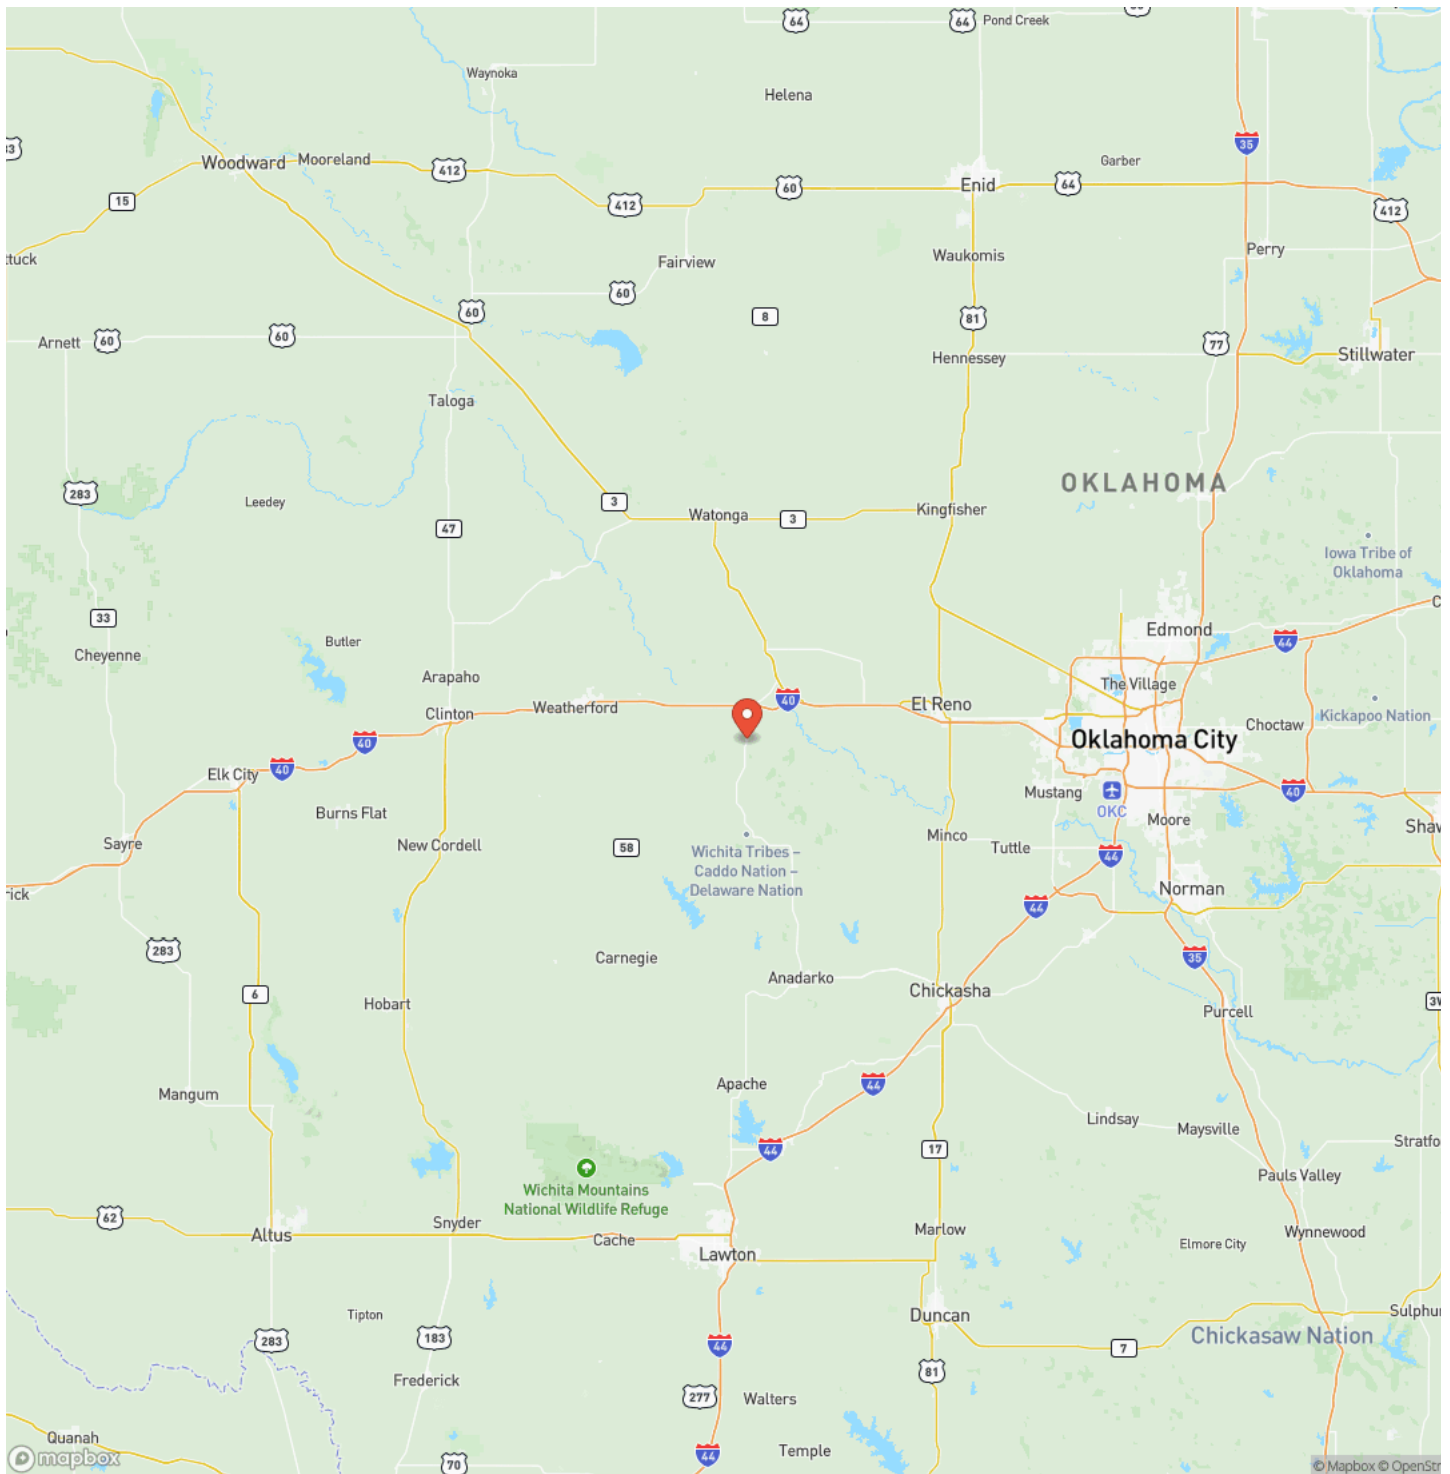 64
64
Pond Creek
Waynoka
Helena
35
Woodward
Mooreland
412
Garber
15
412
60
Enid
64
412
Fairview
Waukomis
Perry
60
60
8
81
77
Arnett
60
60
Hennessey
Stillwater
Taloga
OKLAHOMA
283
Leedey
47
3
Watonga
3
Kingfisher
Iowa Tribe of
Oklahoma
33
Cheyenne
Butler
Edmond
44
Arapaho
The Village
Clinton
Weatherford
40
El Reno
Choctaw
Kickapoo Nation
40
Oklahoma City
Elk City
40
Mustang
OKC
40
Burns Flat
Moore
Sayre
New Cordell
58
Wichita Tribes –
Caddo Nation –
Delaware Nation
Minco
Tuttle
44
44
Norman
283
Carnegie
35
6
Hobart
Anadarko
Chickasha
Purcell
Mangum
Apache
44
Lindsay
Maysville
44
17
Pauls Valley
Wichita Mountains
National Wildlife Refuge
62
Altus
Snyder
Cache
Lawton
Marlow
Elmore City
Wynnewood
Tipton
Duncan
283
183
44
Chickasaw Nation
7
Frederick
277
Walters
81
Quanah
Temple
44
70
mapbox
© Mapbox © OpenStr